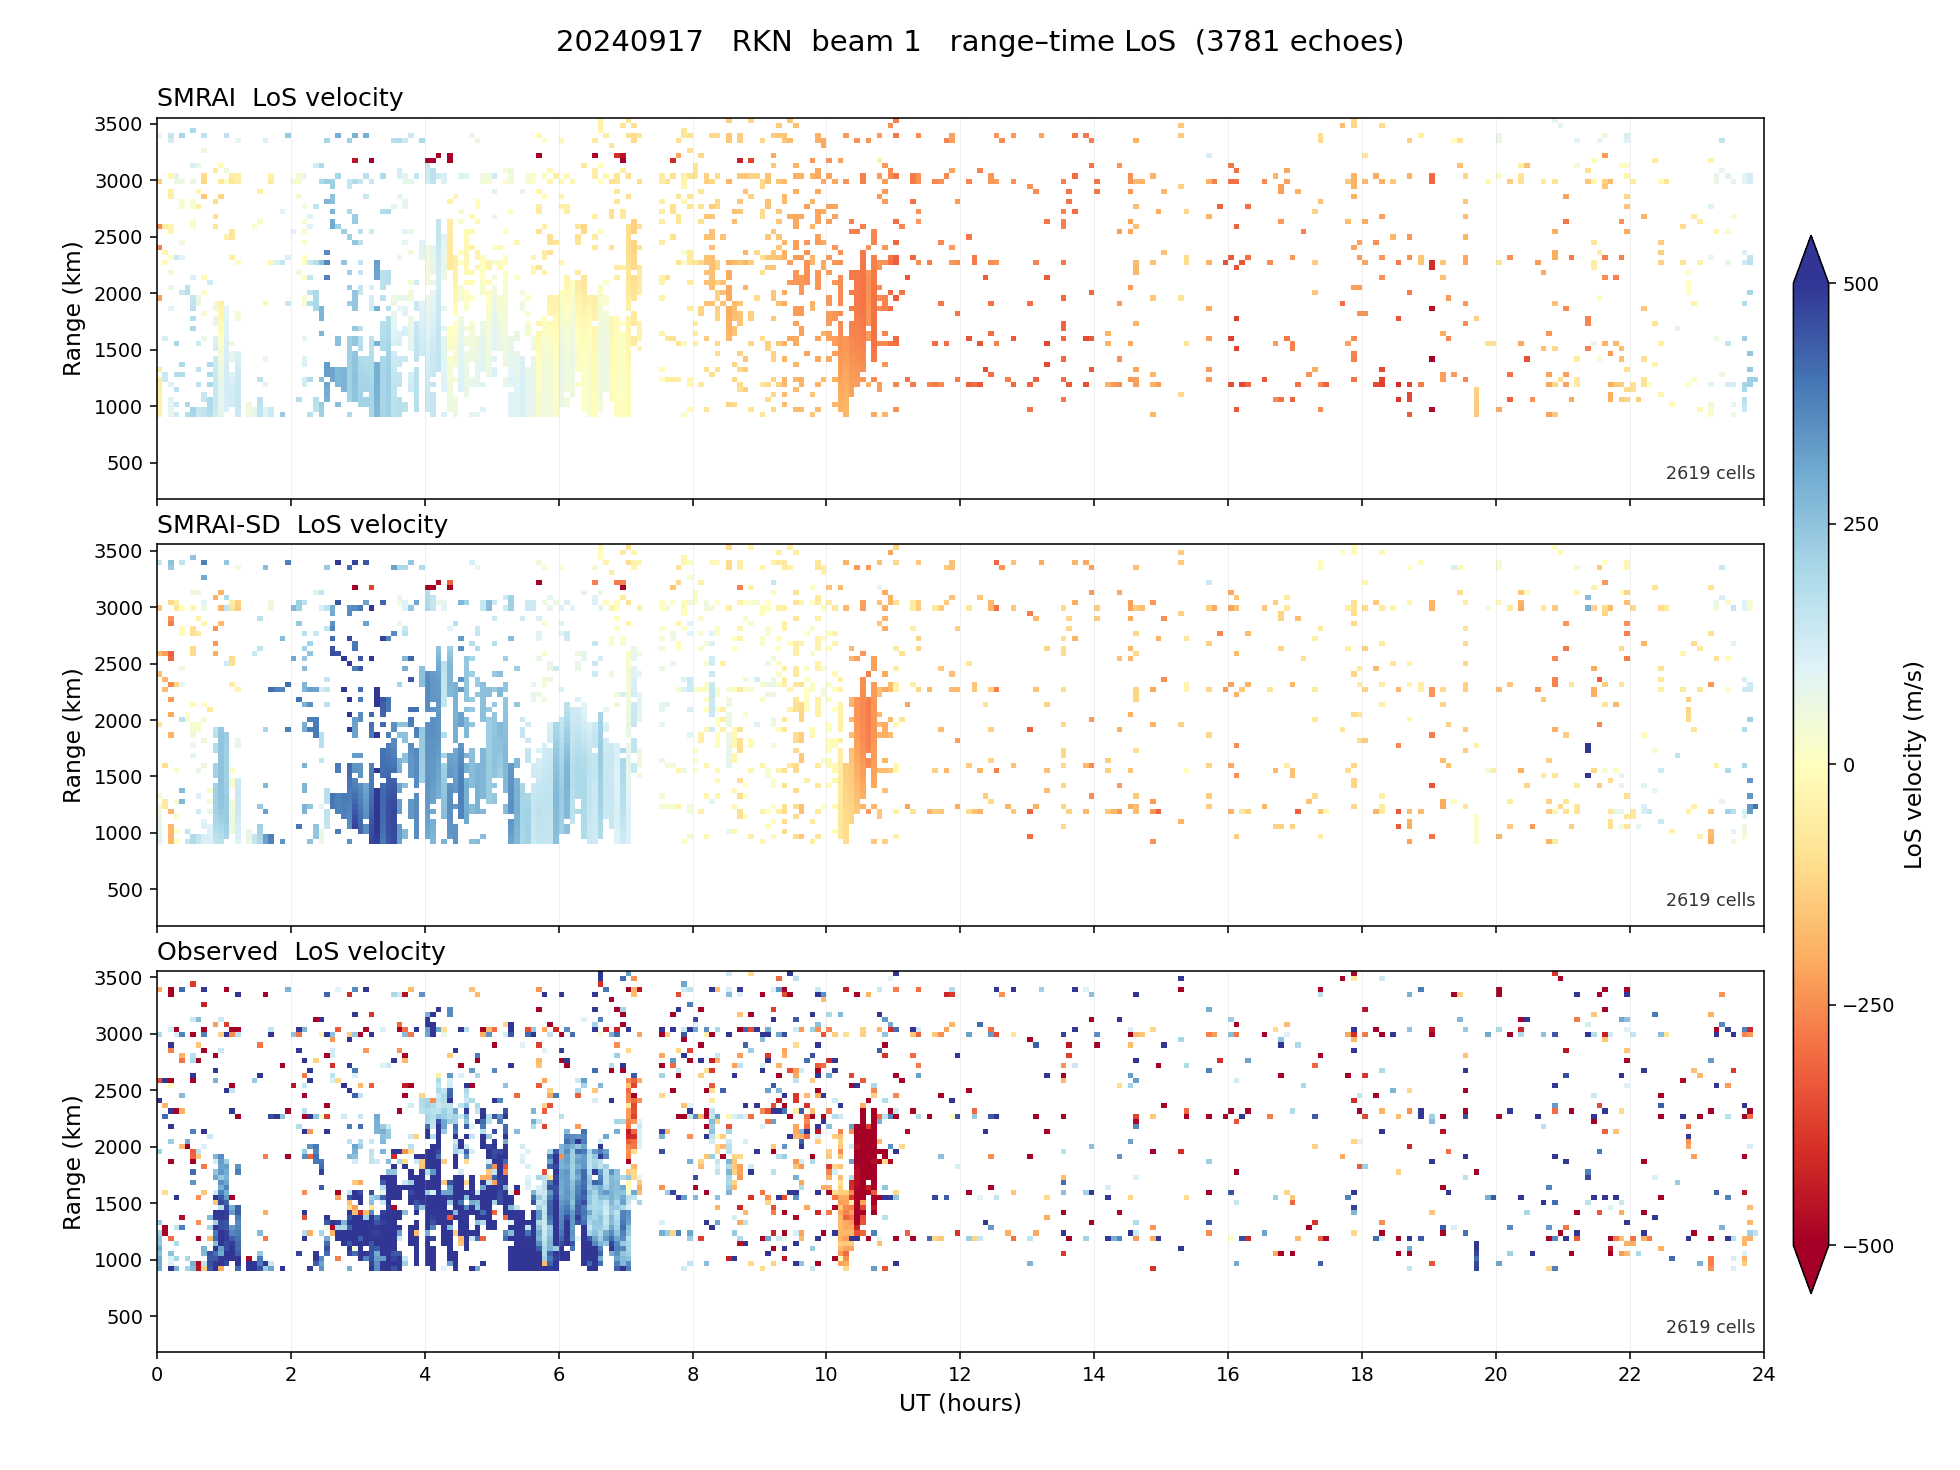 20240917   RKN  beam 1   range–time LoS  (3781 echoes)
SMRAI  LoS velocity
3500
3000
2500
2000
1500
1000
500
Range (km)
2619 cells
SMRAI-SD  LoS velocity
3500
3000
2500
2000
1500
1000
500
Range (km)
2619 cells
Observed  LoS velocity
3500
3000
2500
2000
1500
1000
500
Range (km)
2619 cells
0 2 4 6 8 10 12 14 16 18 20 22 24
UT (hours)
500
250
0
−250
−500
LoS velocity (m/s)